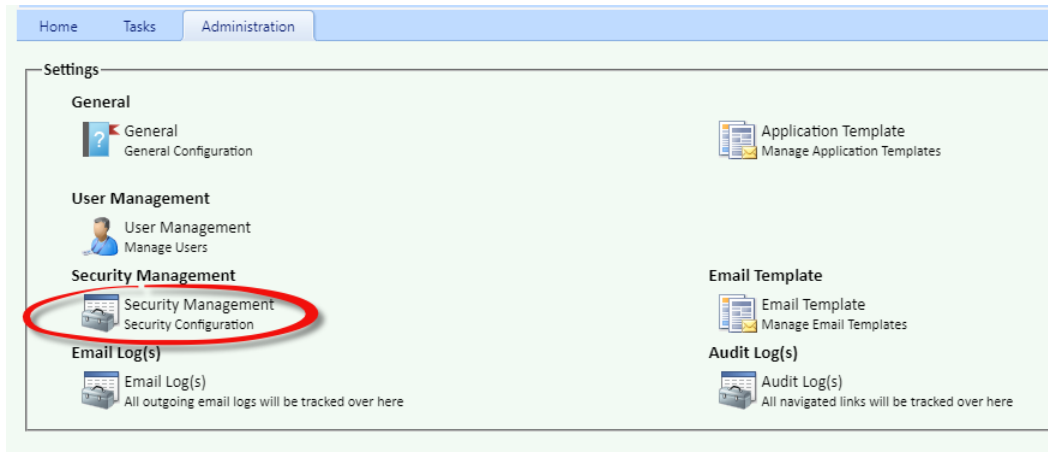 Home Tasks Administration
Settings
General
General
General Configuration
Application Template
Manage Application Templates
User Management
User Management
Manage Users
Security Management
Security Management
Security Configuration
Email Template
Email Template
Manage Email Templates
Email Log(s)
Email Log(s)
All outgoing email logs will be tracked over here
Audit Log(s)
Audit Log(s)
All navigated links will be tracked over here